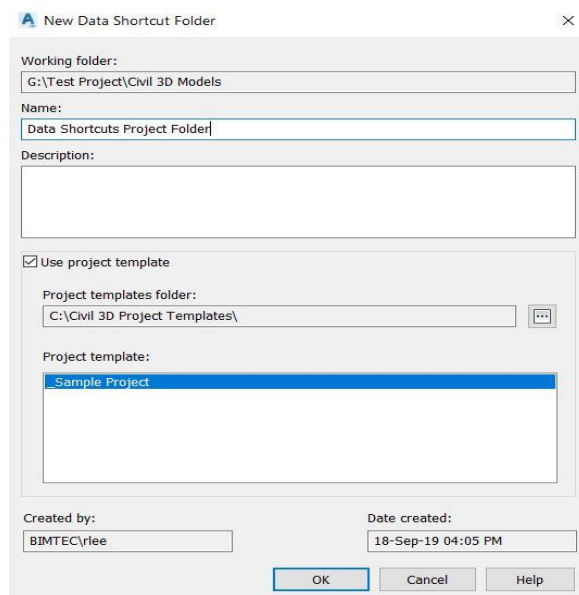 New Data Shortcut Folder
Working folder:
G:\Test Project\Civil 3D Models
Name:
Data Shortcuts Project Folder
Description:
Use project template
Project templates folder:
C:\Civil 3D Project Templates\
...
Project template:
_Sample Project
Created by:
Date created:
BIMTEC\rlee
18-Sep-19 04:05 PM
OK
Cancel
Help